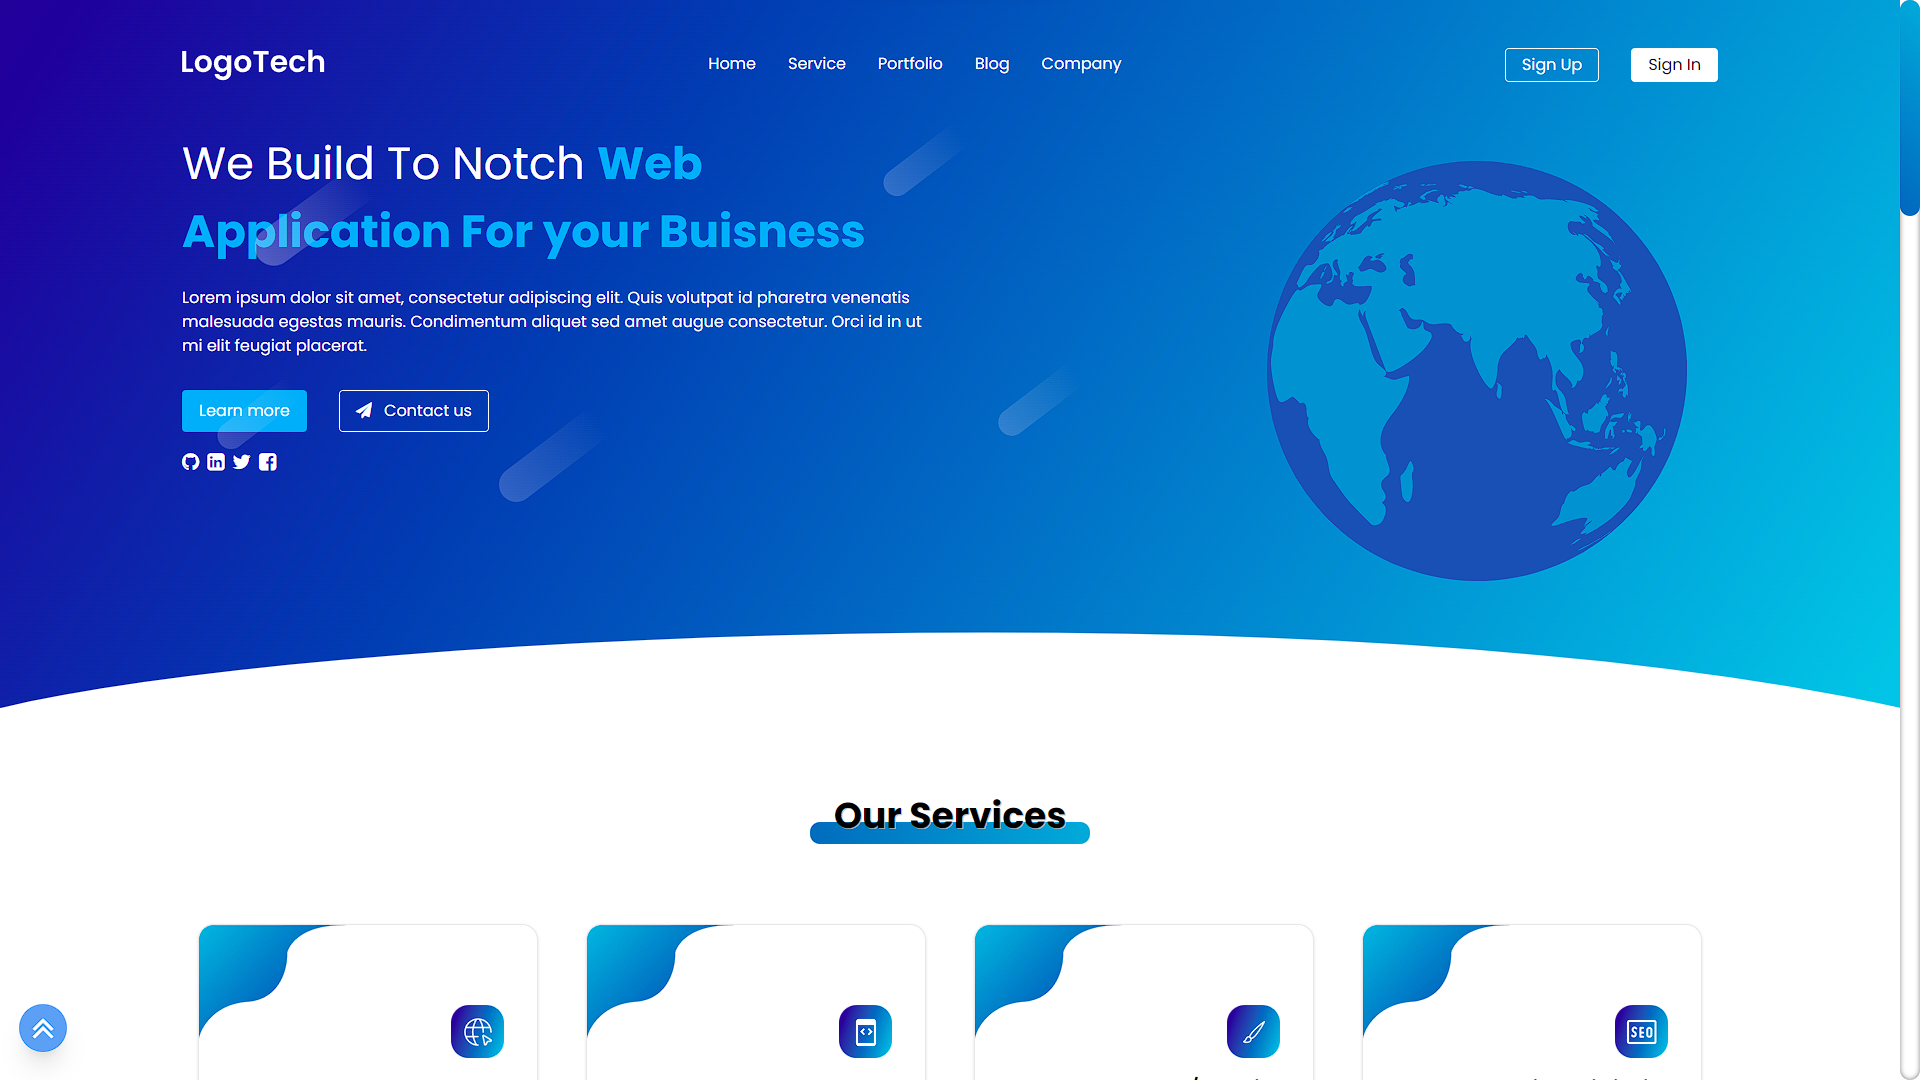 LogoTech
Home
Service
Portfolio
Blog
Company
Sign Up
Sign In
We Build To Notch Web
Application For your Buisness
Lorem ipsum dolor sit amet, consectetur adipiscing elit. Quis volutpat id pharetra venenatis
malesuada egestas mauris. Condimentum aliquet sed amet augue consectetur. Orci id in ut
mi elit feugiat placerat.
Learn more
Contact us
Our Services
SEO